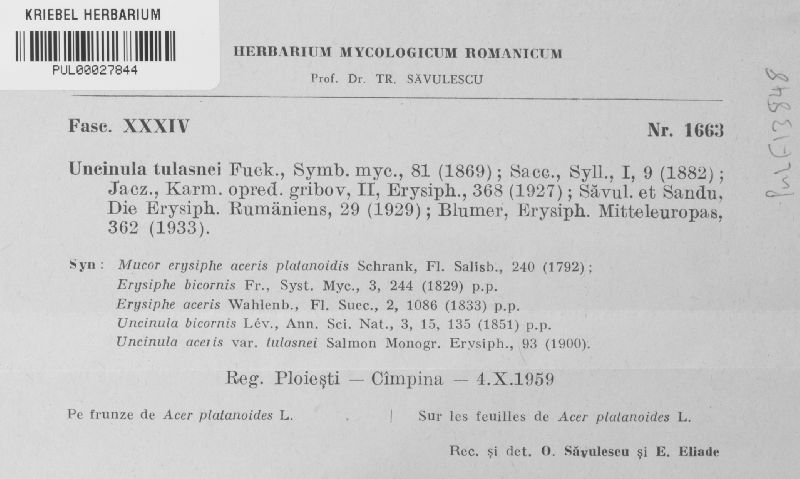 KRIEBEL HERBARIUM
PUL00027844
HERBARIUM MYCOLOGICUM ROMANICUM
Prof. Dr. TR. SĂVULESCU
Fasc. XXXIV
Nr. 1663
PuLE13848
Uncinula tulasnei Fuck., Symb. myc., 81 (1869); Sacc., Syll., I, 9 (1882);
Jacz., Karm. opred. gribov, II, Erysiph., 368 (1927); Săvul. et Sandu,
Die Erysiph. Rumäniens, 29 (1929); Blumer, Erysiph. Mitteleuropas,
362 (1933).
Syn: Mucor erysiphe aceris platanoidis Schrank, Fl. Salisb., 240 (1792);
Erysiphe bicornis Fr., Syst. Myc., 3, 244 (1829) p.p.
Erysiphe aceris Wahlenb., Fl. Suec., 2, 1086 (1833) p.p.
Uncinula bicornis Lév., Ann. Sci. Nat., 3, 15, 135 (1851) p.p.
Uncinula aceris var. tulasnei Salmon Monogr. Erysiph., 93 (1900).
Reg. Ploiești — Cîmpina — 4.X.1959
Pe frunze de Acer platanoides L. | Sur les feuilles de Acer platanoides L.
Rec. și det. O. Săvulescu și E. Eliade